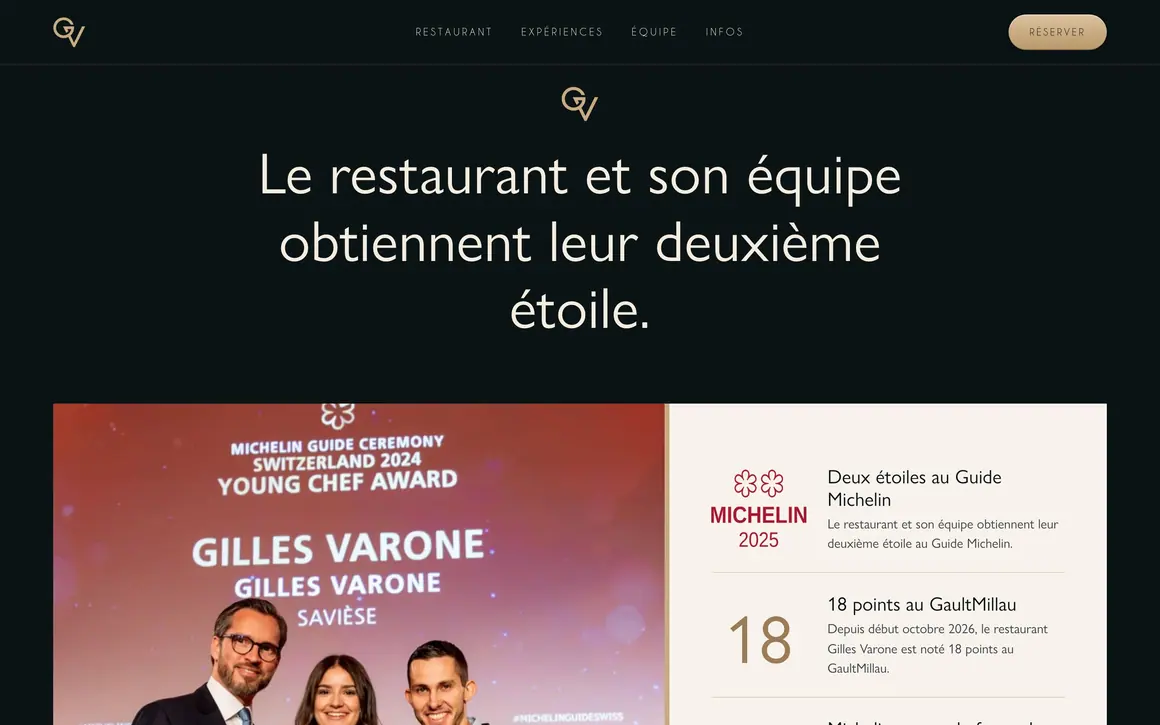 GV
RESTAURANT
EXPÉRIENCES
ÉQUIPE
INFOS
RÉSERVER
GV
Le restaurant et son équipe
obtiennent leur deuxième
étoile.
MICHELIN GUIDE CEREMONY
SWITZERLAND 2024
YOUNG CHEF AWARD
GILLES VARONE
GILLES VARONE
SAVIÈSE
#MICHELINGUIDESWISS
MICHELIN
2025
Deux étoiles au Guide
Michelin
Le restaurant et son équipe obtiennent leur
deuxième étoile au Guide Michelin.
18
18 points au GaultMillau
Depuis début octobre 2026, le restaurant
Gilles Varone est noté 18 points au
GaultMillau.